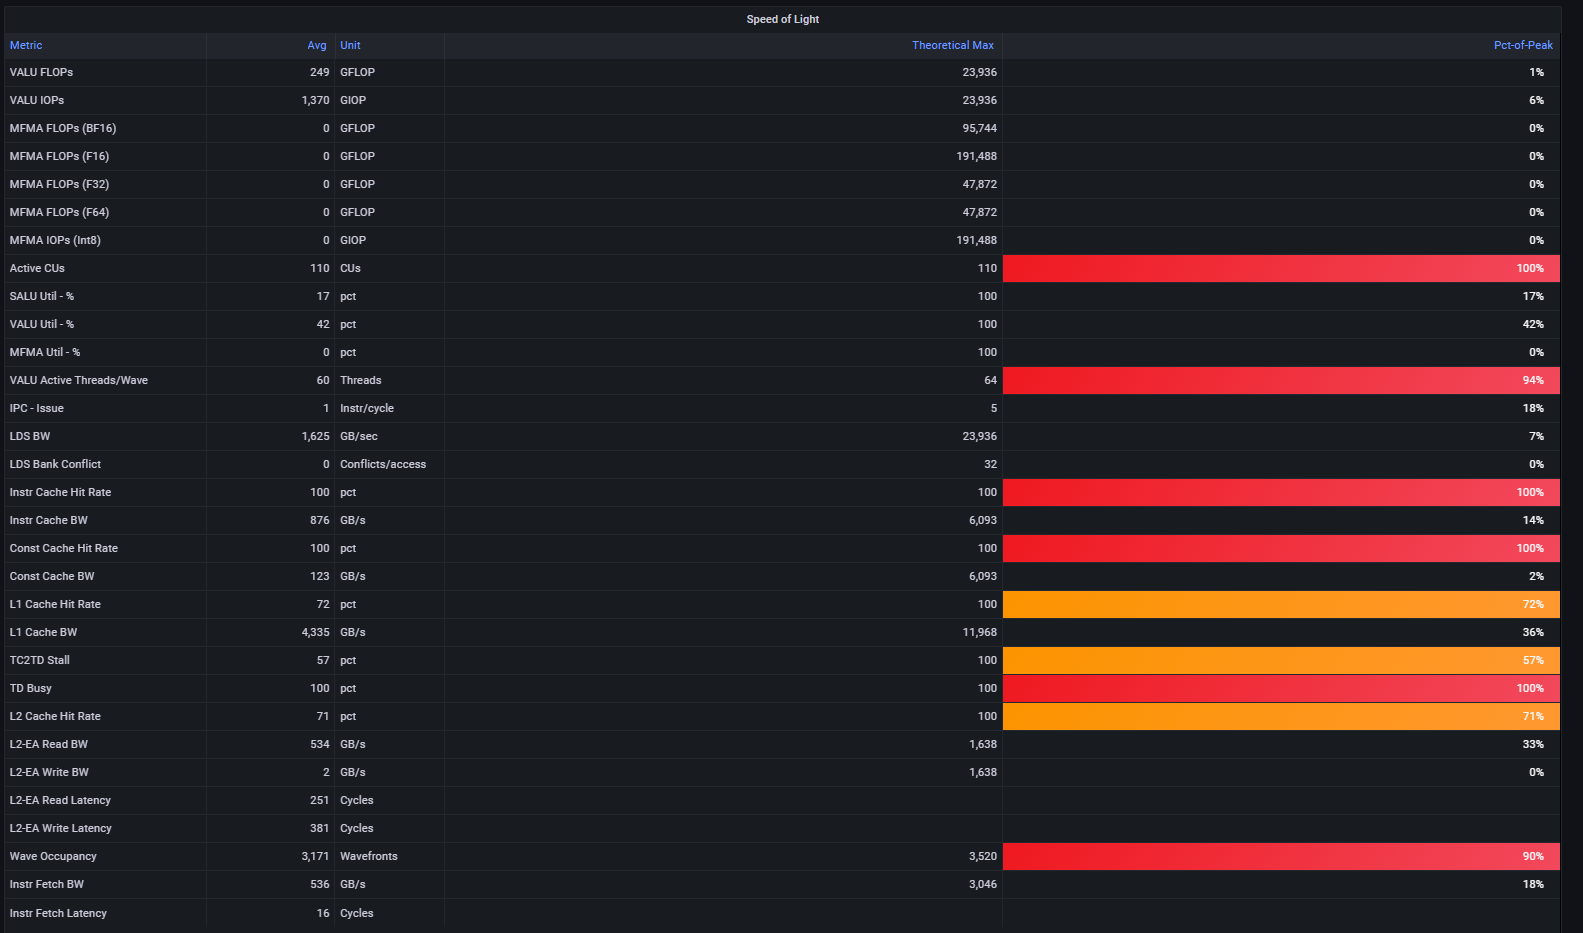 Speed of Light
Metric Avg Unit Theoretical Max Pct-of-Peak
VALU FLOPs 249 GFLOP 23,936 1%
VALU IOPs 1,370 GIOP 23,936 6%
MFMA FLOPs (BF16) 0 GFLOP 95,744 0%
MFMA FLOPs (F16) 0 GFLOP 191,488 0%
MFMA FLOPs (F32) 0 GFLOP 47,872 0%
MFMA FLOPs (F64) 0 GFLOP 47,872 0%
MFMA IOPs (Int8) 0 GIOP 191,488 0%
Active CUs 110 CUs 110 100%
SALU Util - % 17 pct 100 17%
VALU Util - % 42 pct 100 42%
MFMA Util - % 0 pct 100 0%
VALU Active Threads/Wave 60 Threads 64 94%
IPC - Issue 1 Instr/cycle 5 18%
LDS BW 1,625 GB/sec 23,936 7%
LDS Bank Conflict 0 Conflicts/access 32 0%
Instr Cache Hit Rate 100 pct 100 100%
Instr Cache BW 876 GB/s 6,093 14%
Const Cache Hit Rate 100 pct 100 100%
Const Cache BW 123 GB/s 6,093 2%
L1 Cache Hit Rate 72 pct 100 72%
L1 Cache BW 4,335 GB/s 11,968 36%
TC2TD Stall 57 pct 100 57%
TD Busy 100 pct 100 100%
L2 Cache Hit Rate 71 pct 100 71%
L2-EA Read BW 534 GB/s 1,638 33%
L2-EA Write BW 2 GB/s 1,638 0%
L2-EA Read Latency 251 Cycles
L2-EA Write Latency 381 Cycles
Wave Occupancy 3,171 Wavefronts 3,520 90%
Instr Fetch BW 536 GB/s 3,046 18%
Instr Fetch Latency 16 Cycles